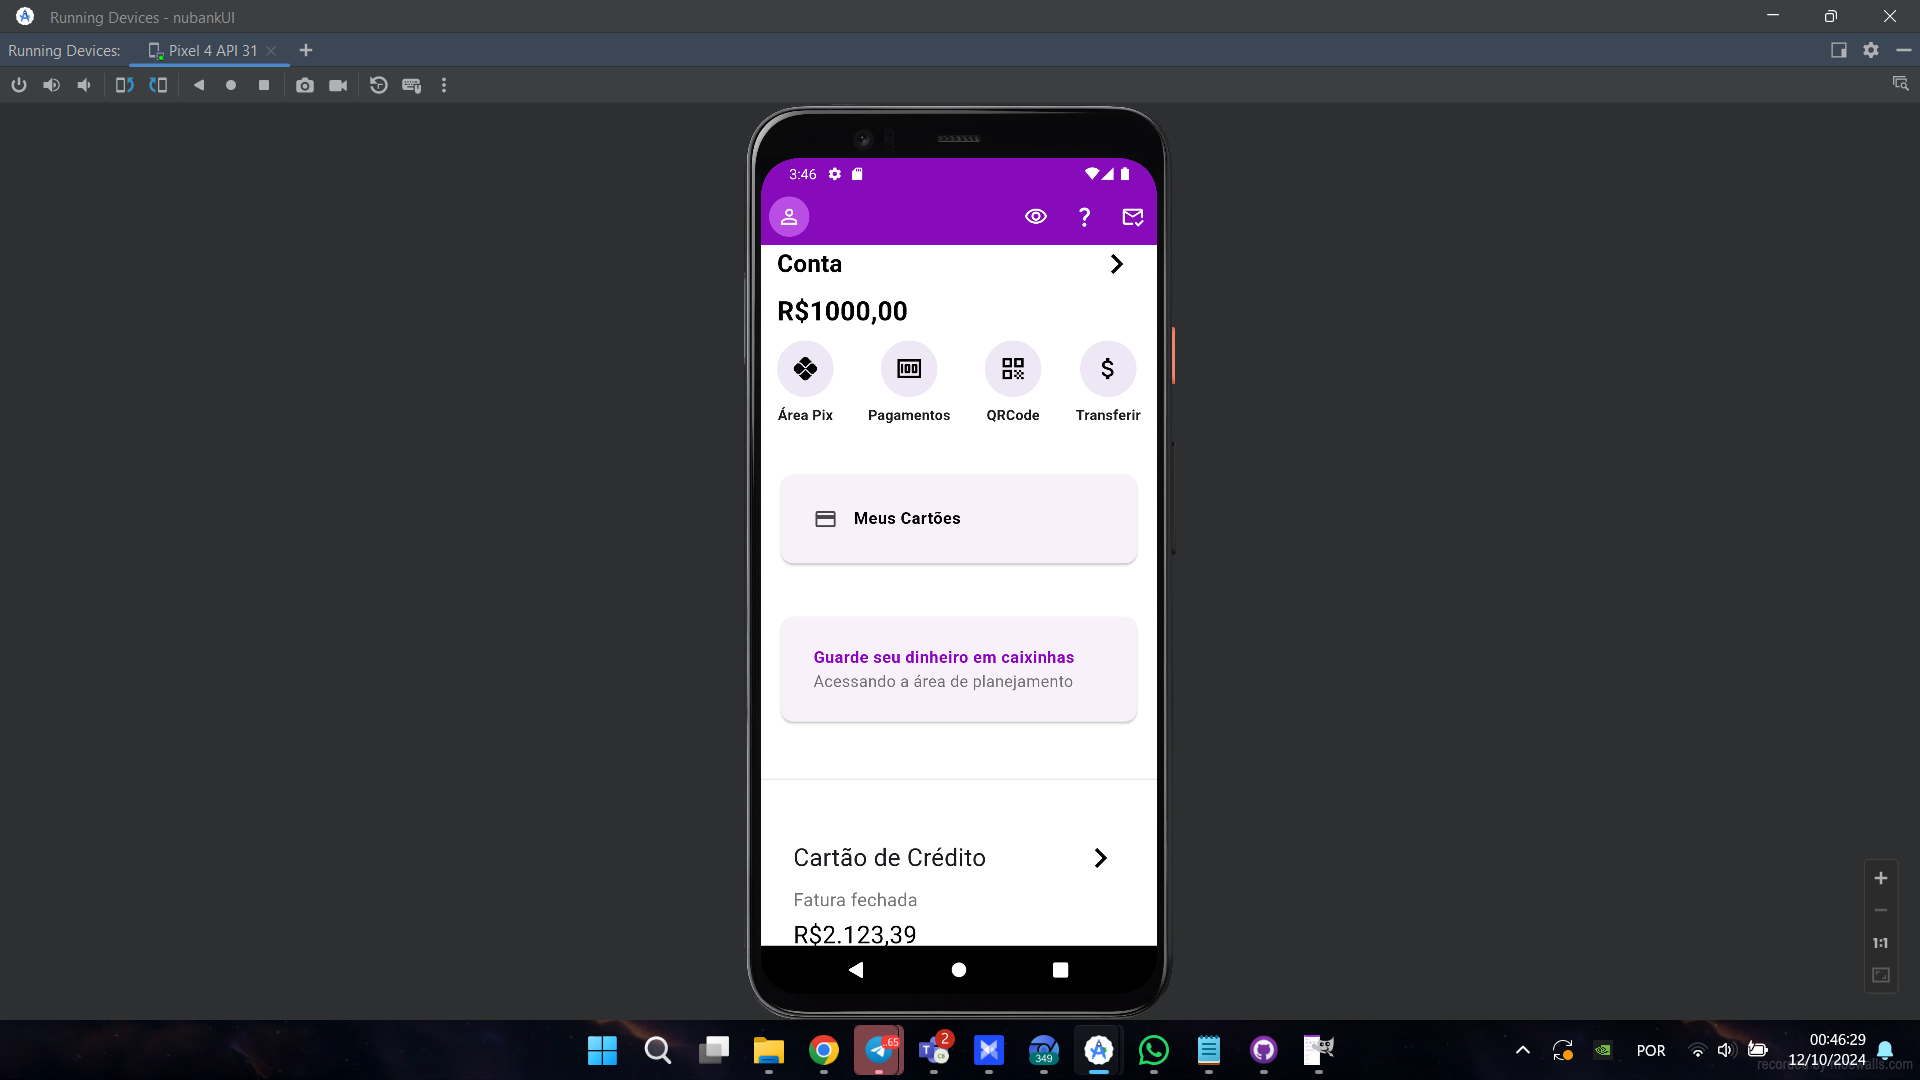 Running Devices - nubankUI
Running Devices:
Pixel 4 API 31
3:46
Conta
R$1000,00
Área Pix
Pagamentos
QRCode
Transferir
Meus Cartões
Guarde seu dinheiro em caixinhas
Acessando a área de planejamento
Cartão de Crédito
Fatura fechada
R$2.123,39
1:1
.65
2
349
POR
00:46:29
12/10/2024